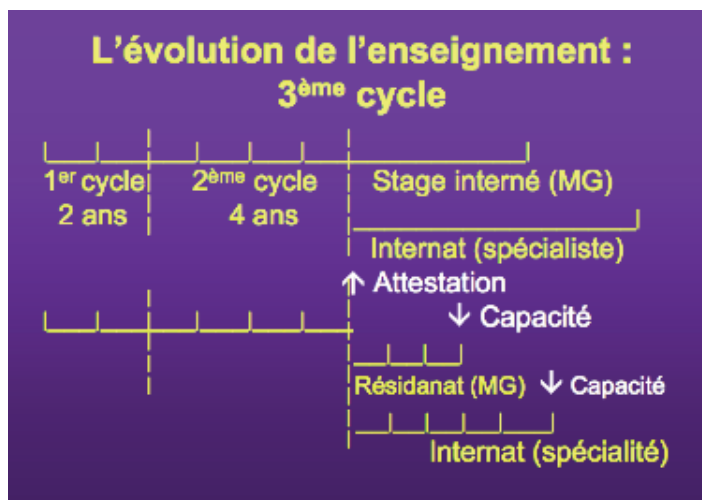 L'évolution de l'enseignement :
3ème cycle
1er cycle
2ème cycle
Stage interné (MG)
2 ans
4 ans
Internat (spécialiste)
↑ Attestation
↓ Capacité
Résidanat (MG)
↓ Capacité
Internat (spécialité)